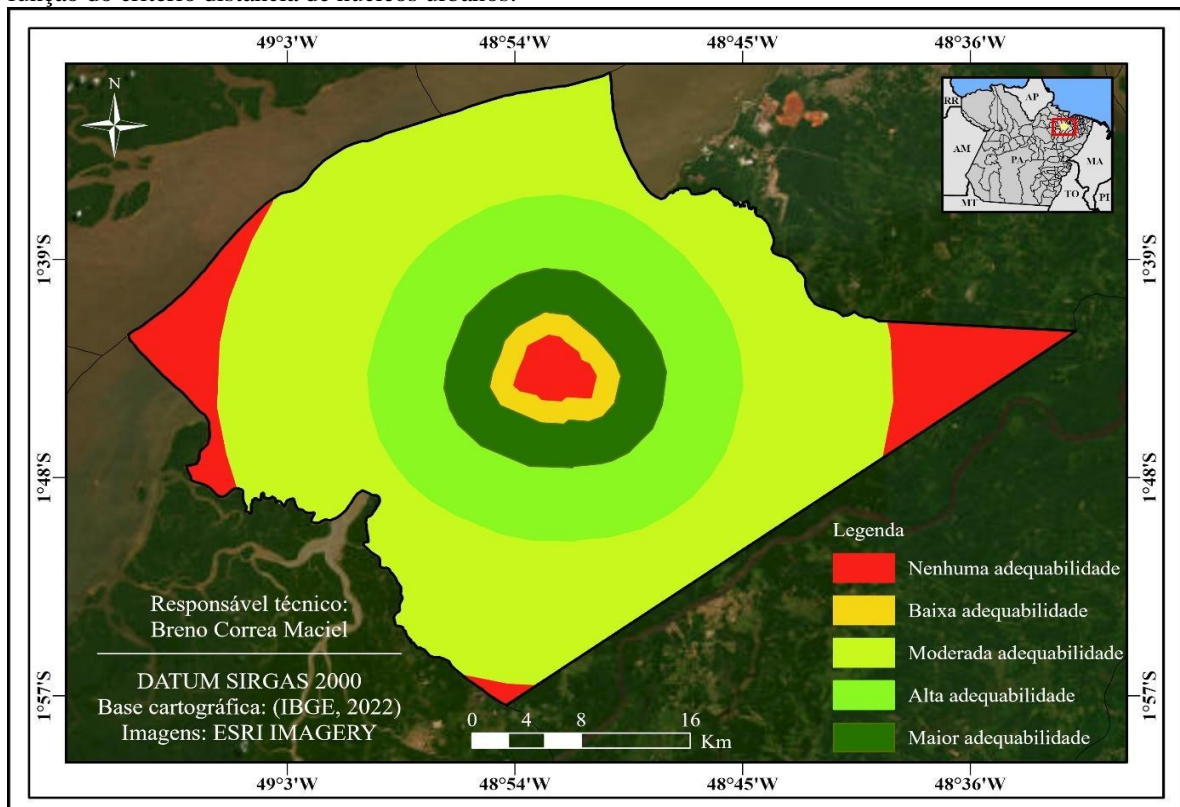 função do critério distância de núcleos urbanos.
49°3'W 48°54'W 48°45'W 48°36'W
N
RR
AP
AM
PA
MA
TO
PI
MT
1°39'S 1°39'S
1°48'S 1°48'S
1°57'S 1°57'S
Legenda
Nenhuma adequabilidade
Baixa adequabilidade
Moderada adequabilidade
Alta adequabilidade
Maior adequabilidade
Responsável técnico:
Breno Correa Maciel
DATUM SIRGAS 2000
Base cartográfica: (IBGE, 2022)
Imagens: ESRI IMAGERY
0 4 8 16
Km
49°3'W 48°54'W 48°45'W 48°36'W